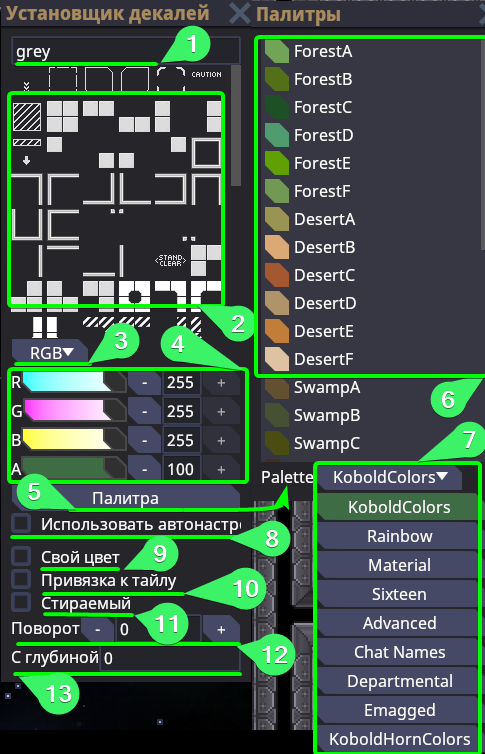 Установщик декалей
grey
1
CAUTION
STAND
CLEAR
2
RGB
3
4
R
-
255
+
G
-
255
+
B
-
255
+
A
-
100
+
5
Палитра
Использовать автонастро
8
Свой цвет
9
Привязка к тайлу
10
Стираемый
11
Поворот
-
0
+
12
С глубиной
0
13
Палитры
ForestA
ForestB
ForestC
ForestD
ForestE
ForestF
DesertA
DesertB
DesertC
DesertD
DesertE
DesertF
6
SwampA
SwampB
SwampC
7
Palette
KoboldColors
KoboldColors
Rainbow
Material
Sixteen
Advanced
Chat Names
Departmental
Emagged
KoboldHornColors